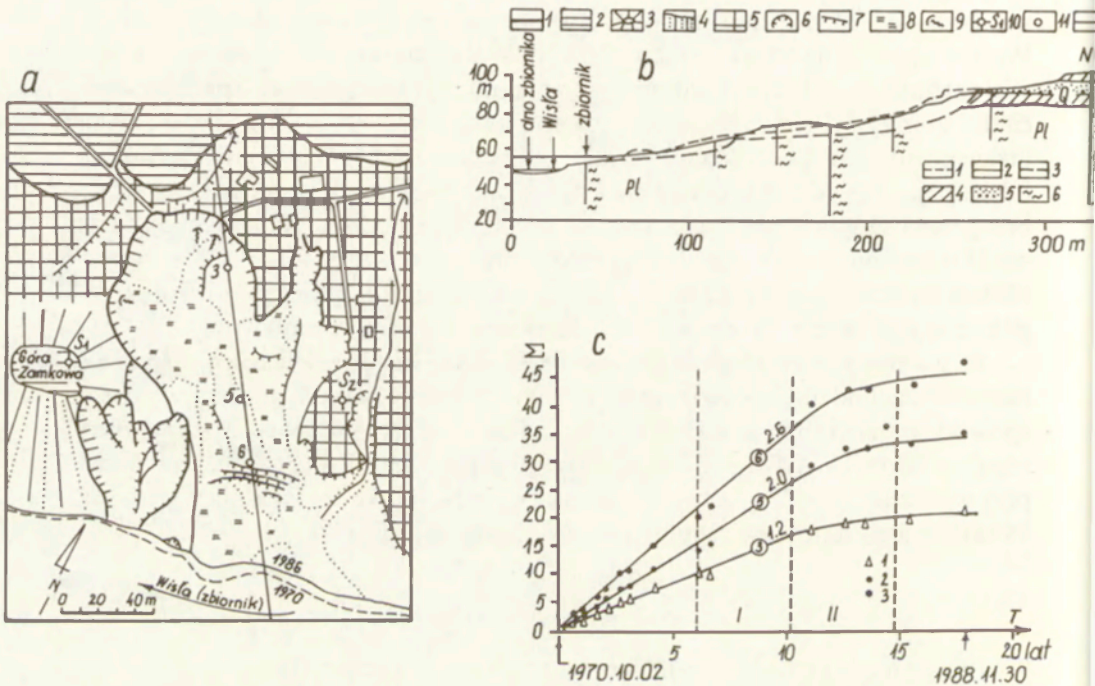 1 2 3 4 5 6 7 8 9 S1 10 11
a
Góra
Zamkowa
S1
S2
3
5
6
1986
1970
Wisła (zbiornik)
N
0 20 40 m
b
100
m
80
60
50
40
20
dno zbiornika
Wisła
zbiornik
Pl
Pl
N
Q
1 2 3
4 5 6
0 100 200 300 m
c
Σ
45
40
35
30
25
20
15
10
5
0
6 2.6
5 2.0
3 1.2
I II
1
2
3
T
5 10 15 20 lat
1970.10.02
1988.11.30